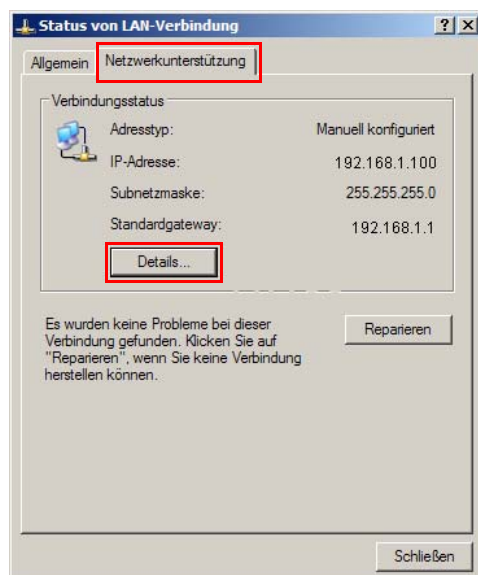 Status von LAN-Verbindung
Allgemein Netzwerkunterstützung
Verbindungsstatus
Adresstyp: Manuell konfiguriert
IP-Adresse: 192.168.1.100
Subnetzmaske: 255.255.255.0
Standardgateway: 192.168.1.1
Details...
Es wurden keine Probleme bei dieser
Verbindung gefunden. Klicken Sie auf
"Reparieren", wenn Sie keine Verbindung
herstellen können.
Reparieren
Schließen